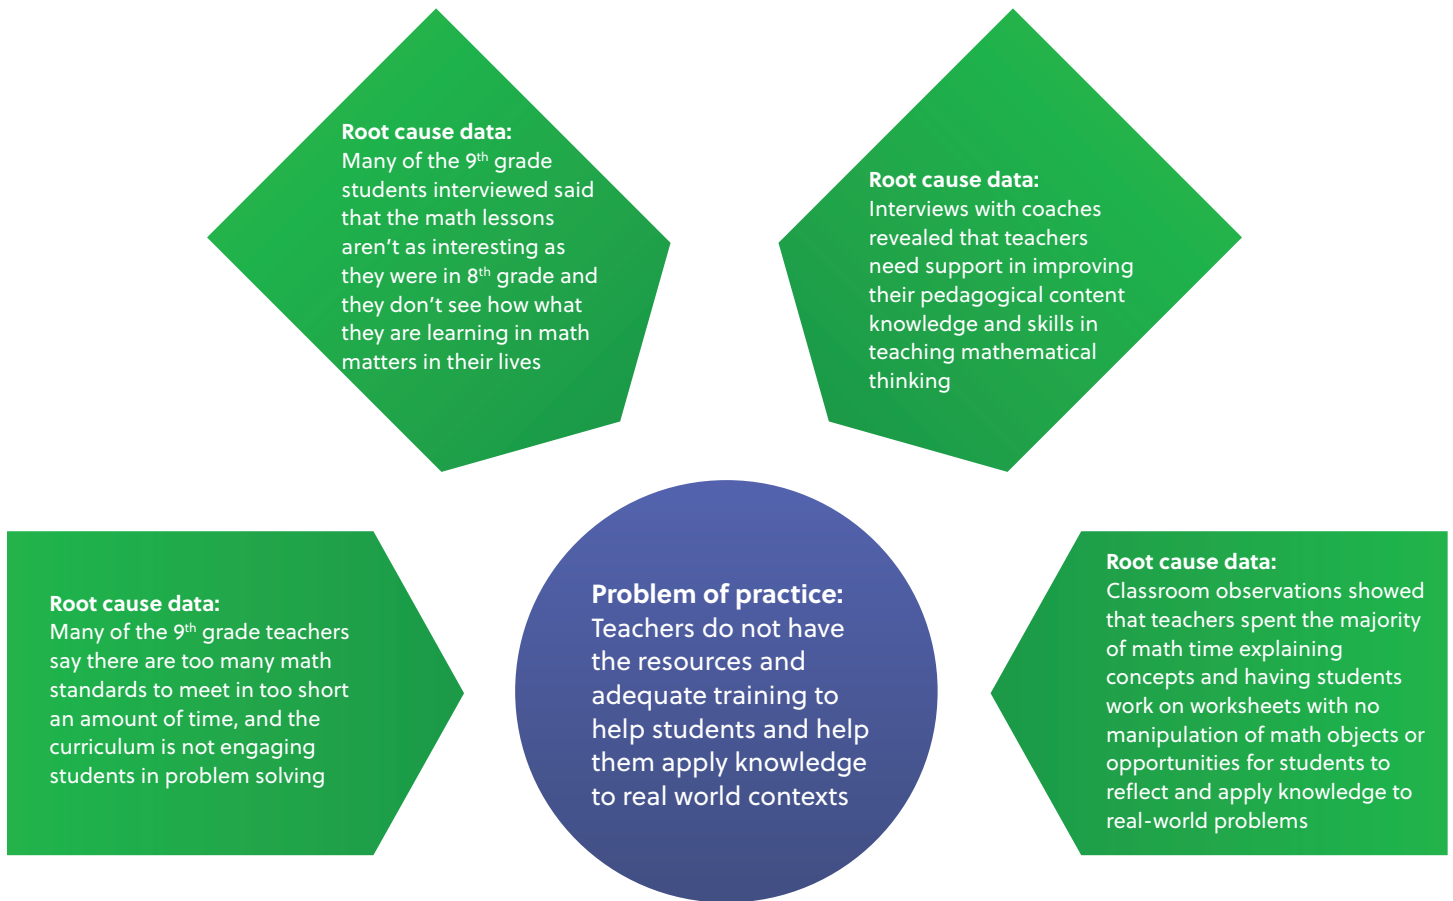 Root cause data:
Many of the 9th grade
students interviewed said
that the math lessons
aren’t as interesting as
they were in 8th grade and
they don’t see how what
they are learning in math
matters in their lives
Root cause data:
Interviews with coaches
revealed that teachers
need support in improving
their pedagogical content
knowledge and skills in
teaching mathematical
thinking
Root cause data:
Many of the 9th grade teachers
say there are too many math
standards to meet in too short
an amount of time, and the
curriculum is not engaging
students in problem solving
Problem of practice:
Teachers do not have
the resources and
adequate training to
help students and help
them apply knowledge
to real world contexts
Root cause data:
Classroom observations showed
that teachers spent the majority
of math time explaining
concepts and having students
work on worksheets with no
manipulation of math objects or
opportunities for students to
reflect and apply knowledge to
real-world problems